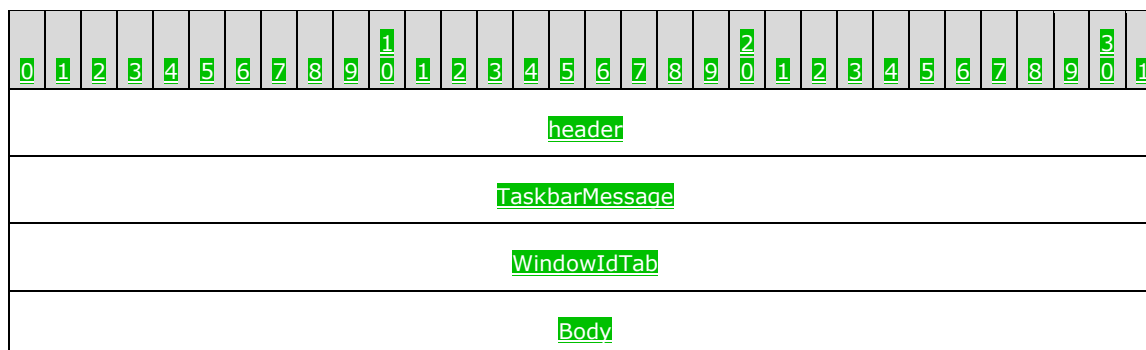 0 1 2 3 4 5 6 7 8 9 10 1 2 3 4 5 6 7 8 9 20 1 2 3 4 5 6 7 8 9 30 1
header
TaskbarMessage
WindowIdTab
Body